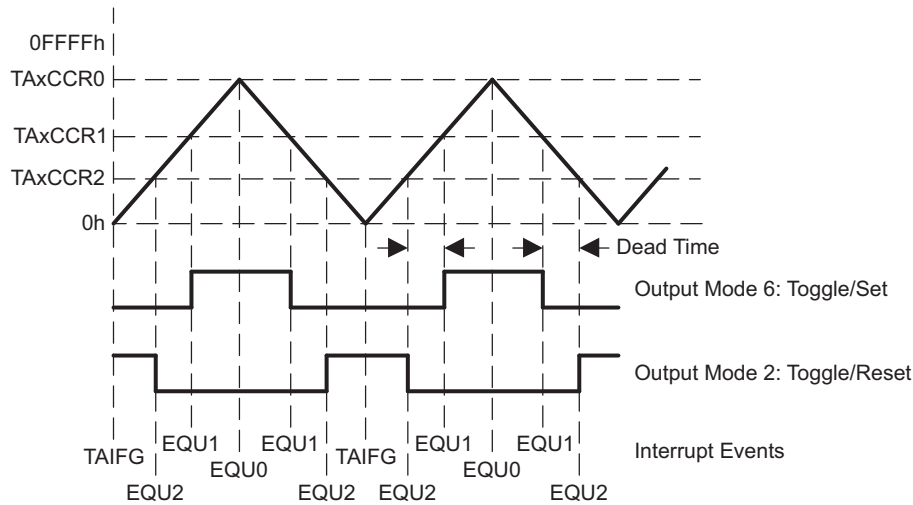 0FFFFh
TAxCCR0
TAxCCR1
TAxCCR2
0h
Dead Time
Output Mode 6: Toggle/Set
Output Mode 2: Toggle/Reset
EQU1 EQU1 EQU1 EQU1
TAIFG TAIFG Interrupt Events
EQU0 EQU0
EQU2 EQU2 EQU2 EQU2